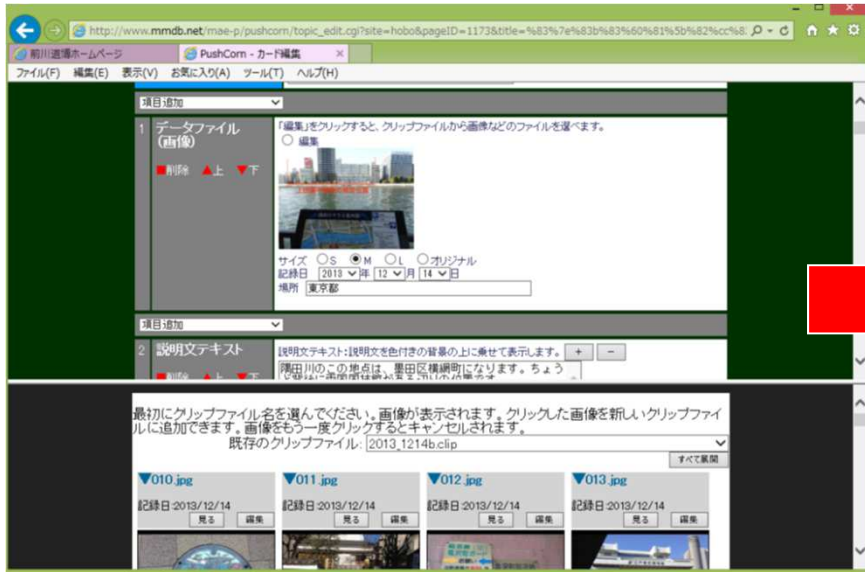 http://www.mmdb.net/mae-p/pushcorn/topic_edit.cgi?site=hobo&pageID=1173&title=%83%7e%83b%83%60%81%5b%82%cc%8
前川道博ホームページ
PushCorn - カード編集
ファイル(F) 編集(E) 表示(V) お気に入り(A) ツール(T) ヘルプ(H)
項目追加
1 データファイル(画像)
■削除 ▲上 ▼下
「編集」をクリックすると、クリップファイルから画像などのファイルを選べます。
編集
サイズ S M L オリジナル
記録日 2013 年 12 月 14 日
場所 東京都
項目追加
2 説明文テキスト
■削除 ▲上 ▼下
説明文テキスト:説明文を色付きの背景の上に乗せて表示します。 + -
隅田川のこの地点は、墨田区横網町になります。ちょう
最初にクリップファイル名を選んでください。画像が表示されます。クリックした画像を新しいクリップファイ
ルに追加できます。画像をもう一度クリックするとキャンセルされます。
既存のクリップファイル: 2013_1214b.clip
すべて展開
▼010.jpg ▼011.jpg ▼012.jpg ▼013.jpg
記録日:2013/12/14 記録日:2013/12/14 記録日:2013/12/14 記録日:2013/12/14
見る 編集 見る 編集 見る 編集 見る 編集